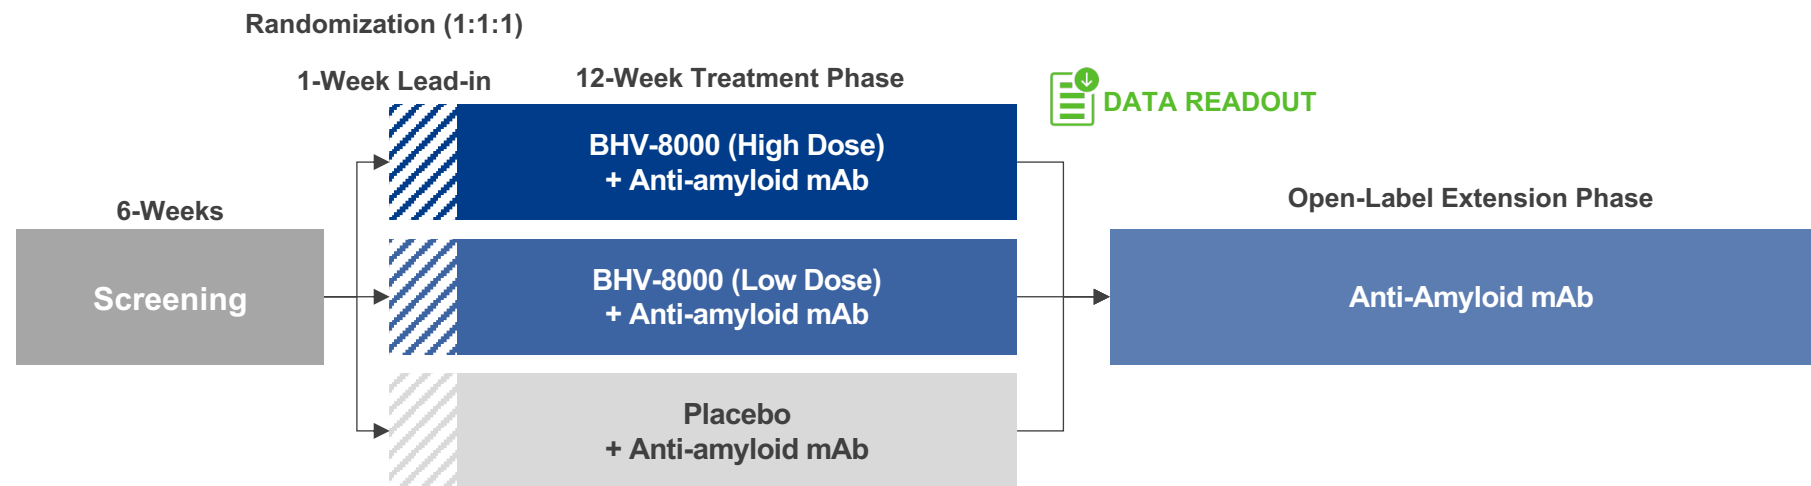 Randomization (1:1:1)
1-Week Lead-in
12-Week Treatment Phase
DATA READOUT
BHV-8000 (High Dose)
+ Anti-amyloid mAb
6-Weeks
Screening
BHV-8000 (Low Dose)
+ Anti-amyloid mAb
Open-Label Extension Phase
Anti-Amyloid mAb
Placebo
+ Anti-amyloid mAb